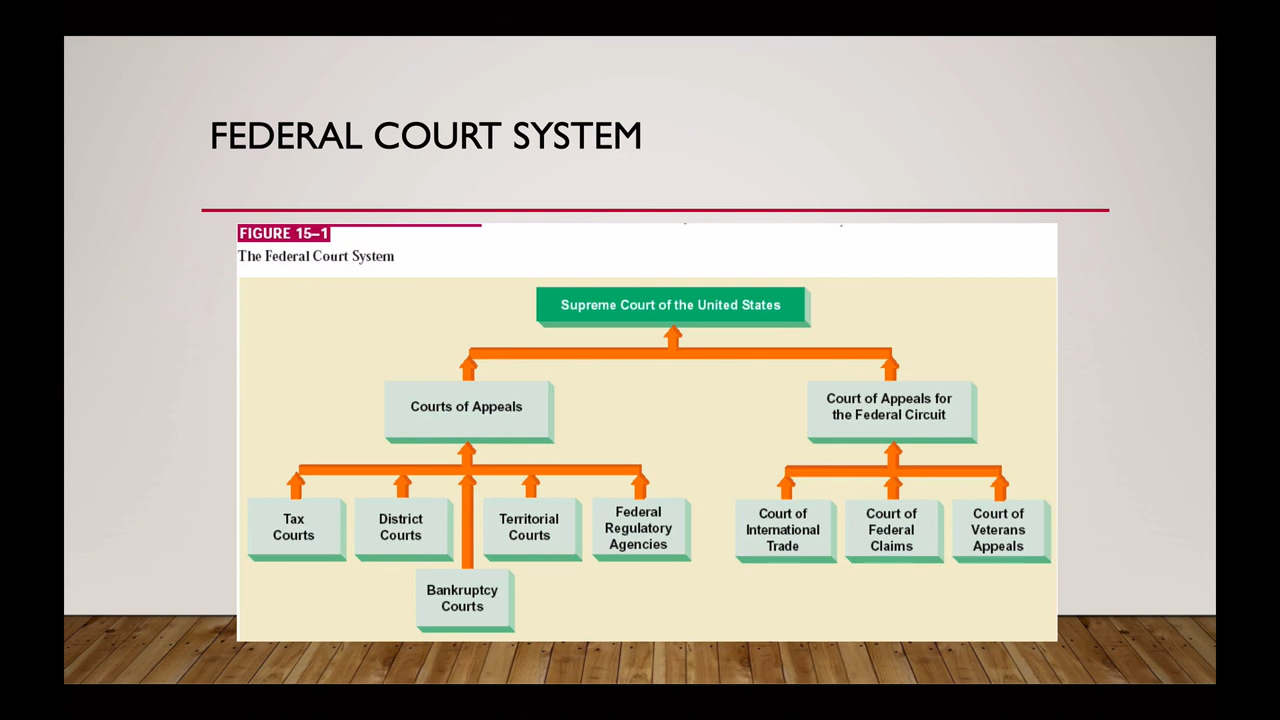 FEDERAL COURT SYSTEM
FIGURE 15–1
The Federal Court System
Supreme Court of the United States
Courts of Appeals
Court of Appeals for
the Federal Circuit
Tax
Courts
District
Courts
Territorial
Courts
Federal
Regulatory
Agencies
Court of
International
Trade
Court of
Federal
Claims
Court of
Veterans
Appeals
Bankruptcy
Courts